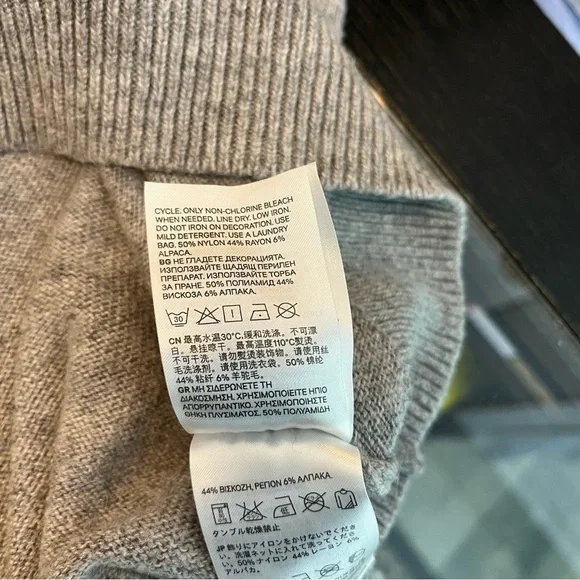 CYCLE. ONLY NON-CHLORINE BLEACH
WHEN NEEDED. LINE DRY. LOW IRON.
DO NOT IRON ON DECORATION. USE
MILD DETERGENT. USE A LAUNDRY
BAG. 50% NYLON 44% RAYON 6%
ALPACA.
BG НЕ ГЛАДЕТЕ ДЕКОРАЦИЯТА.
ИЗПОЛЗВАЙТЕ ЩАДЯЩ ПЕРИЛЕН
ПРЕПАРАТ. ИЗПОЛЗВАЙТЕ ТОРБА
ЗА ПРАНЕ. 50% ПОЛИАМИД 44%
ВИСКОЗА 6% АЛПАКА.
30
CN 最高水温30°C.缓和洗涤。不可漂
白。悬挂晾干。最高温度110°C熨烫。
不可干洗。请勿熨烫装饰物。请使用丝
毛洗涤剂。请使用洗衣袋。50% 锦纶
44% 粘纤 6% 羊驼毛。
GR ΜΗ ΣΙΔΕΡΩΝΕΤΕ ΤΗ
ΔΙΑΚΟΣΜΗΣΗ. ΧΡΗΣΙΜΟΠΟΙΕΙΤΕ ΗΠΙΟ
ΑΠΟΡΡΥΠΑΝΤΙΚΟ. ΧΡΗΣΙΜΟΠΟΙΗΣΤΕ
ΘΗΚΗ ΠΛΥΣΙΜΑΤΟΣ. 50% ΠΟΛΥΑΜΙΔΗ
44% ΒΙΣΚΟΖΗ, ΡΕΓΙΟΝ 6% ΑΛΠΑΚΑ.
タンブル乾燥禁止
JP 飾りにアイロンをかけないでくださ
い。洗濯ネットに入れて洗ってくださ
い。50% ナイロン 44% レーヨン 6%
アルパカ。